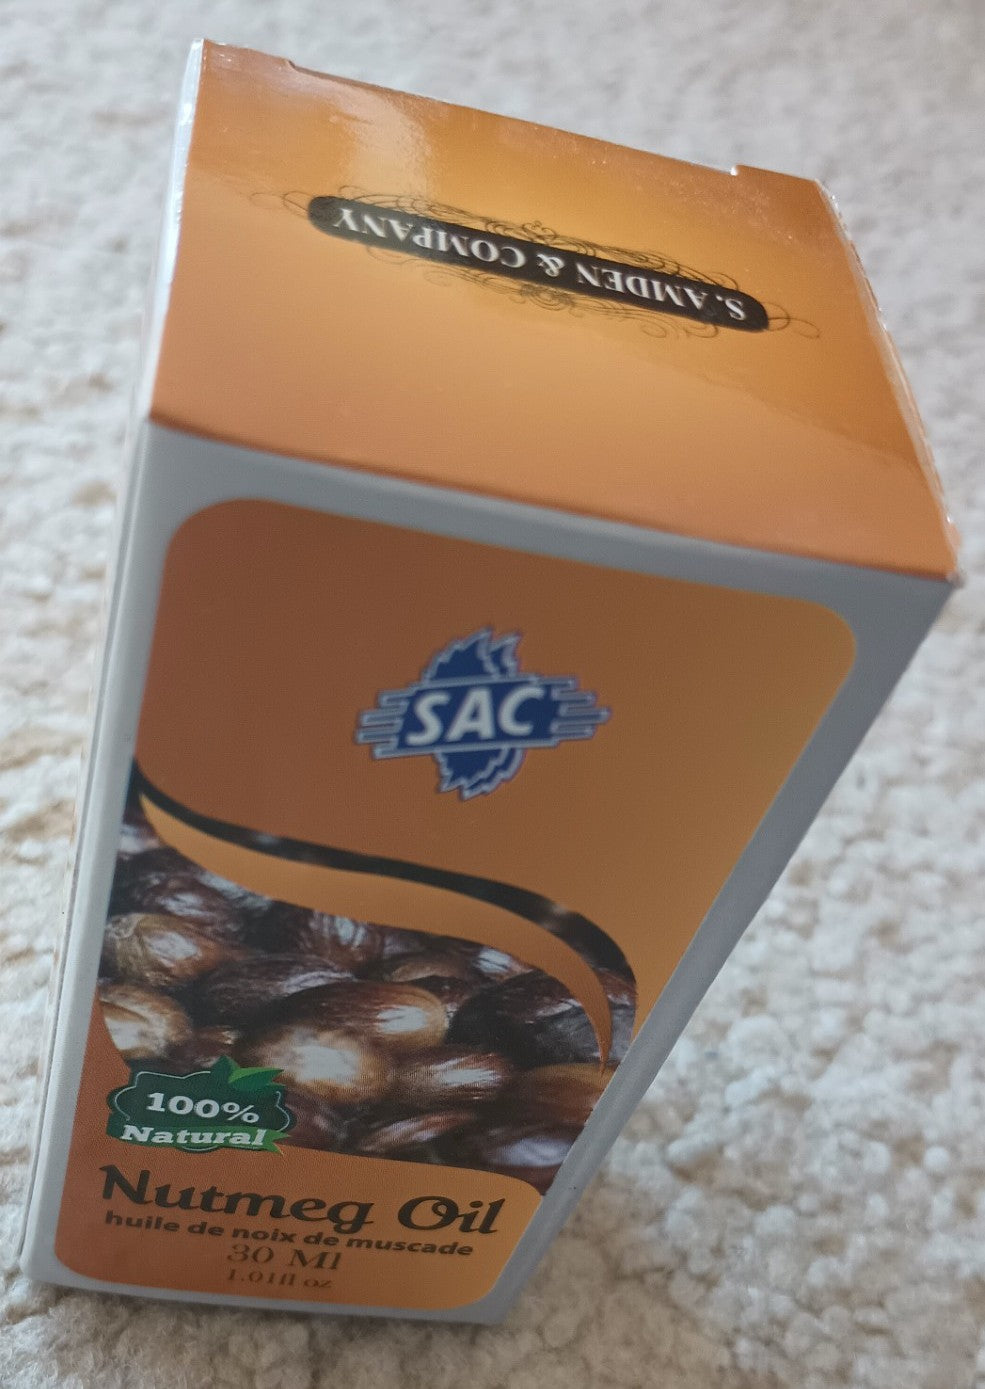 S. AMDEN & COMPANY
SAC
100%
Natural
Nutmeg Oil
huile de noix de muscade
30 Ml
1.01fl oz